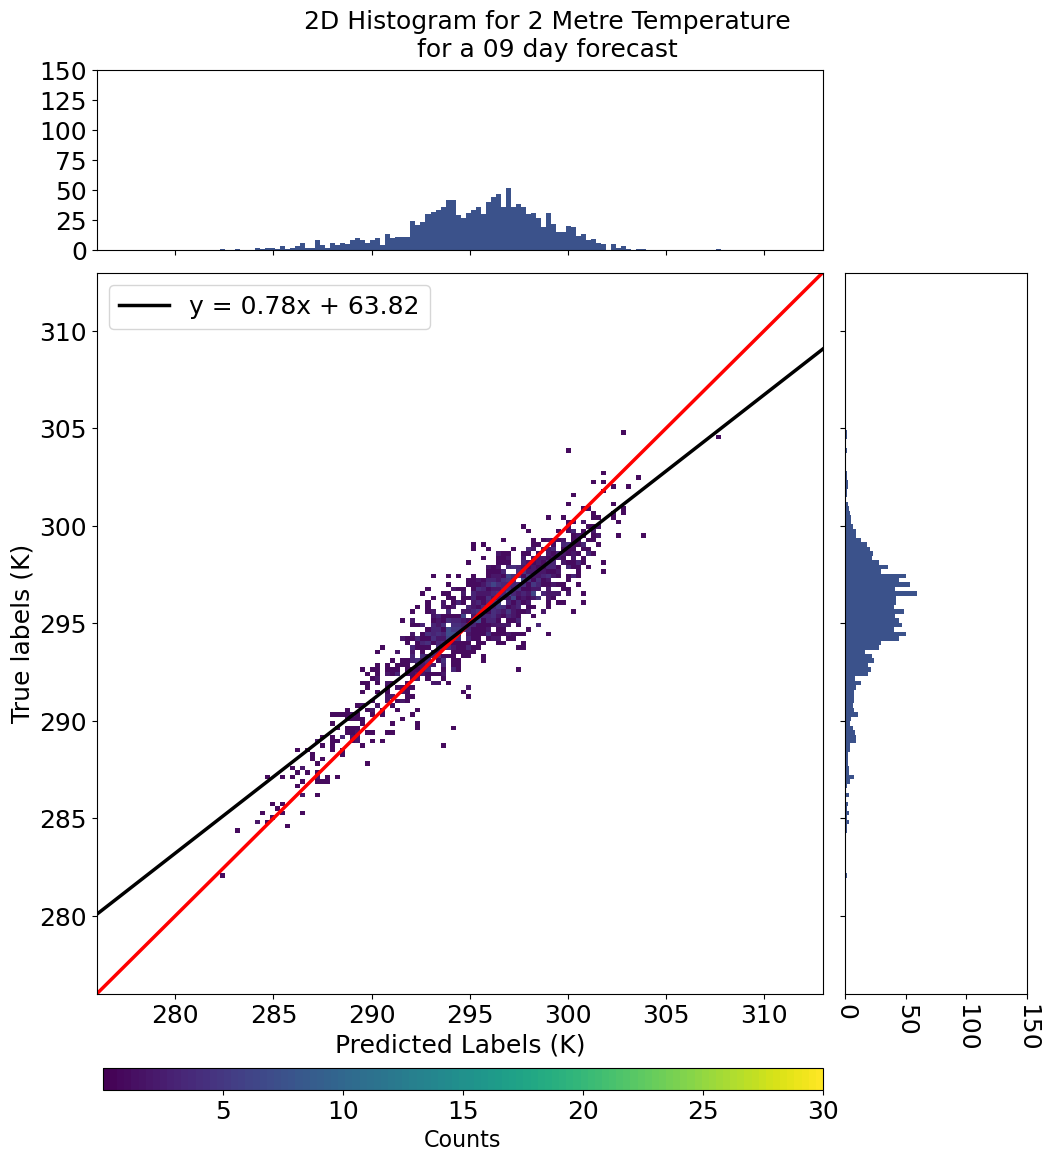 2D Histogram for 2 Metre Temperature
for a 09 day forecast
150
125
100
75
50
25
0
y = 0.78x + 63.82
310
305
300
295
290
285
280
True labels (K)
280 285 290 295 300 305 310
Predicted Labels (K)
0 50 100 150
5 10 15 20 25 30
Counts